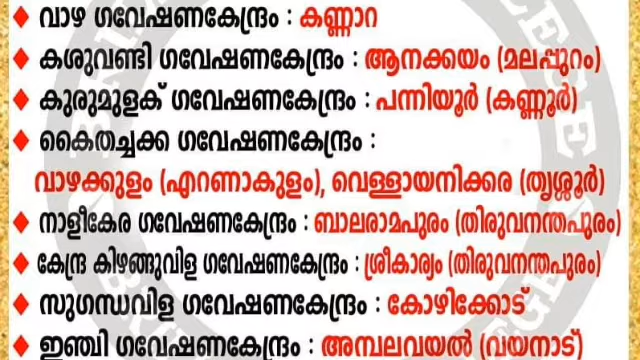 ♦ വാഴ ഗവേഷണകേന്ദ്രം : കണ്ണാറ
♦ കശുവണ്ടി ഗവേഷണകേന്ദ്രം : ആനക്കയം (മലപ്പുറം)
♦ കുരുമുളക് ഗവേഷണകേന്ദ്രം : പന്നിയൂർ (കണ്ണൂർ)
♦ കൈതച്ചക്ക ഗവേഷണകേന്ദ്രം :
വാഴക്കുളം (എറണാകുളം), വെള്ളായനിക്കര (തൃശ്ശൂർ)
♦ നാളീകേര ഗവേഷണകേന്ദ്രം : ബാലരാമപുരം (തിരുവനന്തപുരം)
♦ കേന്ദ്ര കിഴങ്ങുവിള ഗവേഷണകേന്ദ്രം : ശ്രീകാര്യം (തിരുവനന്തപുരം)
♦ സുഗന്ധവിള ഗവേഷണകേന്ദ്രം : കോഴിക്കോട്
♦ ഇഞ്ചി ഗവേഷണകേന്ദ്രം : അമ്പലവയൽ (വയനാട്)